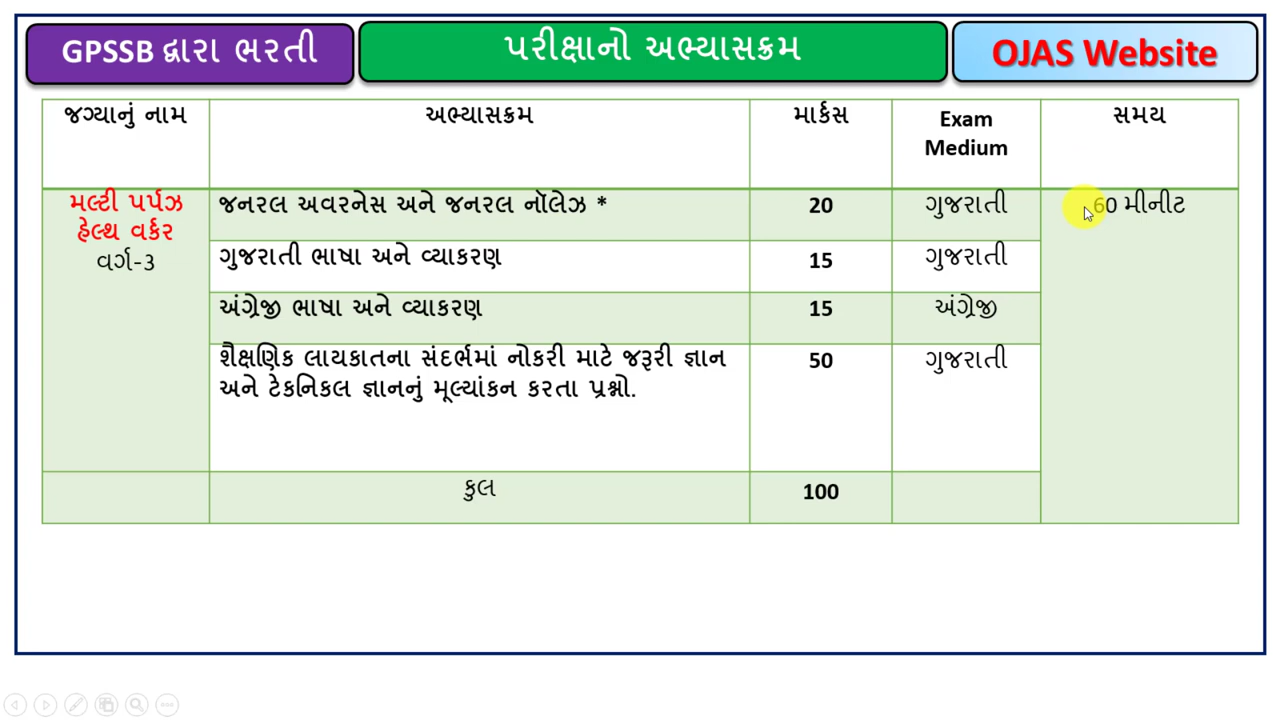 GPSSB દ્વારા ભરતી
પરીક્ષાનો અભ્યાસક્રમ
OJAS Website
જગ્યાનું નામ
અભ્યાસક્રમ
માર્કસ
Exam
Medium
સમય
મલ્ટી પર્પઝ
હેલ્થ વર્કર
વર્ગ-3
જનરલ અવરનેસ અને જનરલ નૉલેઝ *
20
ગુજરાતી
60 મીનીટ
ગુજરાતી ભાષા અને વ્યાકરણ
15
ગુજરાતી
અંગ્રેજી ભાષા અને વ્યાકરણ
15
અંગ્રેજી
શૈક્ષણિક લાયકાતના સંદર્ભમાં નોકરી માટે જરૂરી જ્ઞાન
અને ટેકનિકલ જ્ઞાનનું મૂલ્યાંકન કરતા પ્રશ્નો.
50
ગુજરાતી
કુલ
100